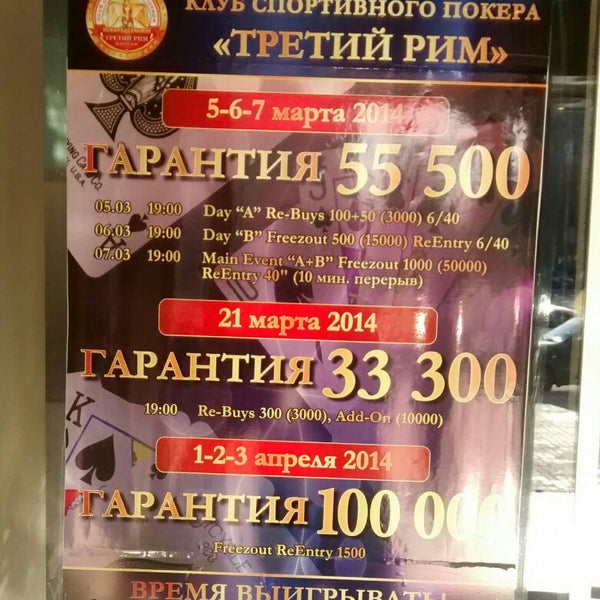 КЛУБ СПОРТИВНОГО ПОКЕРА
«ТРЕТИЙ РИМ»
ТРЕТИЙ РИМ
5-6-7 марта 2014
ГАРАНТИЯ 55 500
05.03 19:00 Day "A" Re-Buys 100+50 (3000) 6/40
06.03 19:00 Day "B" Freezout 500 (15000) ReEntry 6/40
07.03 19:00 Main Event "A+B" Freezout 1000 (50000)
ReEntry 40" (10 мин. перерыв)
21 марта 2014
ГАРАНТИЯ 33 300
19:00 Re-Buys 300 (3000), Add-On (10000)
1-2-3 апреля 2014
ГАРАНТИЯ 100 000
Freezout ReEntry 1500
ВРЕМЯ ВЫИГРЫВАТЬ!